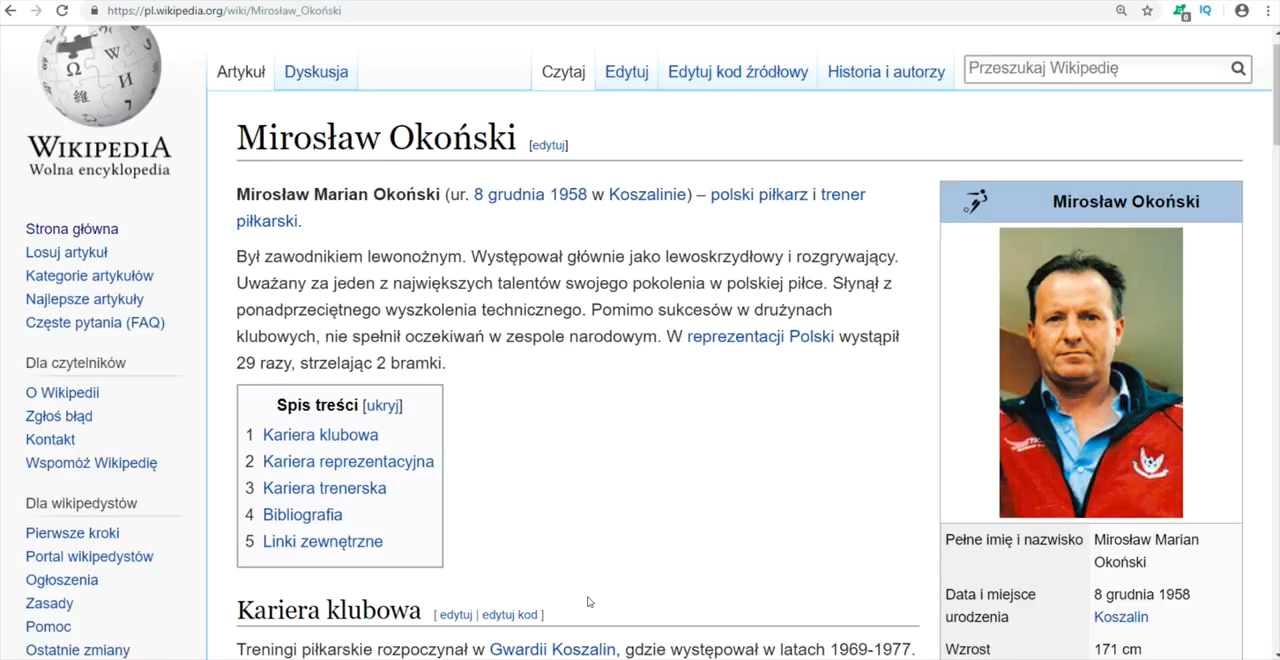 https://pl.wikipedia.org/wiki/Mirosław_Okoński
0
IQ
Ω
W
И
維
7
WIKIPEDIA
Wolna encyklopedia
Artykuł
Dyskusja
Czytaj
Edytuj
Edytuj kod źródłowy
Historia i autorzy
Przeszukaj Wikipedię
Strona główna
Losuj artykuł
Kategorie artykułów
Najlepsze artykuły
Częste pytania (FAQ)
Dla czytelników
O Wikipedii
Zgłoś błąd
Kontakt
Wspomóż Wikipedię
Dla wikipedystów
Pierwsze kroki
Portal wikipedystów
Ogłoszenia
Zasady
Pomoc
Ostatnie zmiany
Mirosław Okoński [edytuj]
Mirosław Marian Okoński (ur. 8 grudnia 1958 w Koszalinie) – polski piłkarz i trener
piłkarski.
Był zawodnikiem lewonożnym. Występował głównie jako lewoskrzydłowy i rozgrywający.
Uważany za jeden z największych talentów swojego pokolenia w polskiej piłce. Słynął z
ponadprzeciętnego wyszkolenia technicznego. Pomimo sukcesów w drużynach
klubowych, nie spełnił oczekiwań w zespole narodowym. W reprezentacji Polski wystąpił
29 razy, strzelając 2 bramki.
Spis treści [ukryj]
1 Kariera klubowa
2 Kariera reprezentacyjna
3 Kariera trenerska
4 Bibliografia
5 Linki zewnętrzne
Kariera klubowa [ edytuj | edytuj kod ]
Treningi piłkarskie rozpoczynał w Gwardii Koszalin, gdzie występował w latach 1969-1977.
Mirosław Okoński
Pełne imię i nazwisko Mirosław Marian
Okoński
Data i miejsce 8 grudnia 1958
urodzenia Koszalin
Wzrost 171 cm